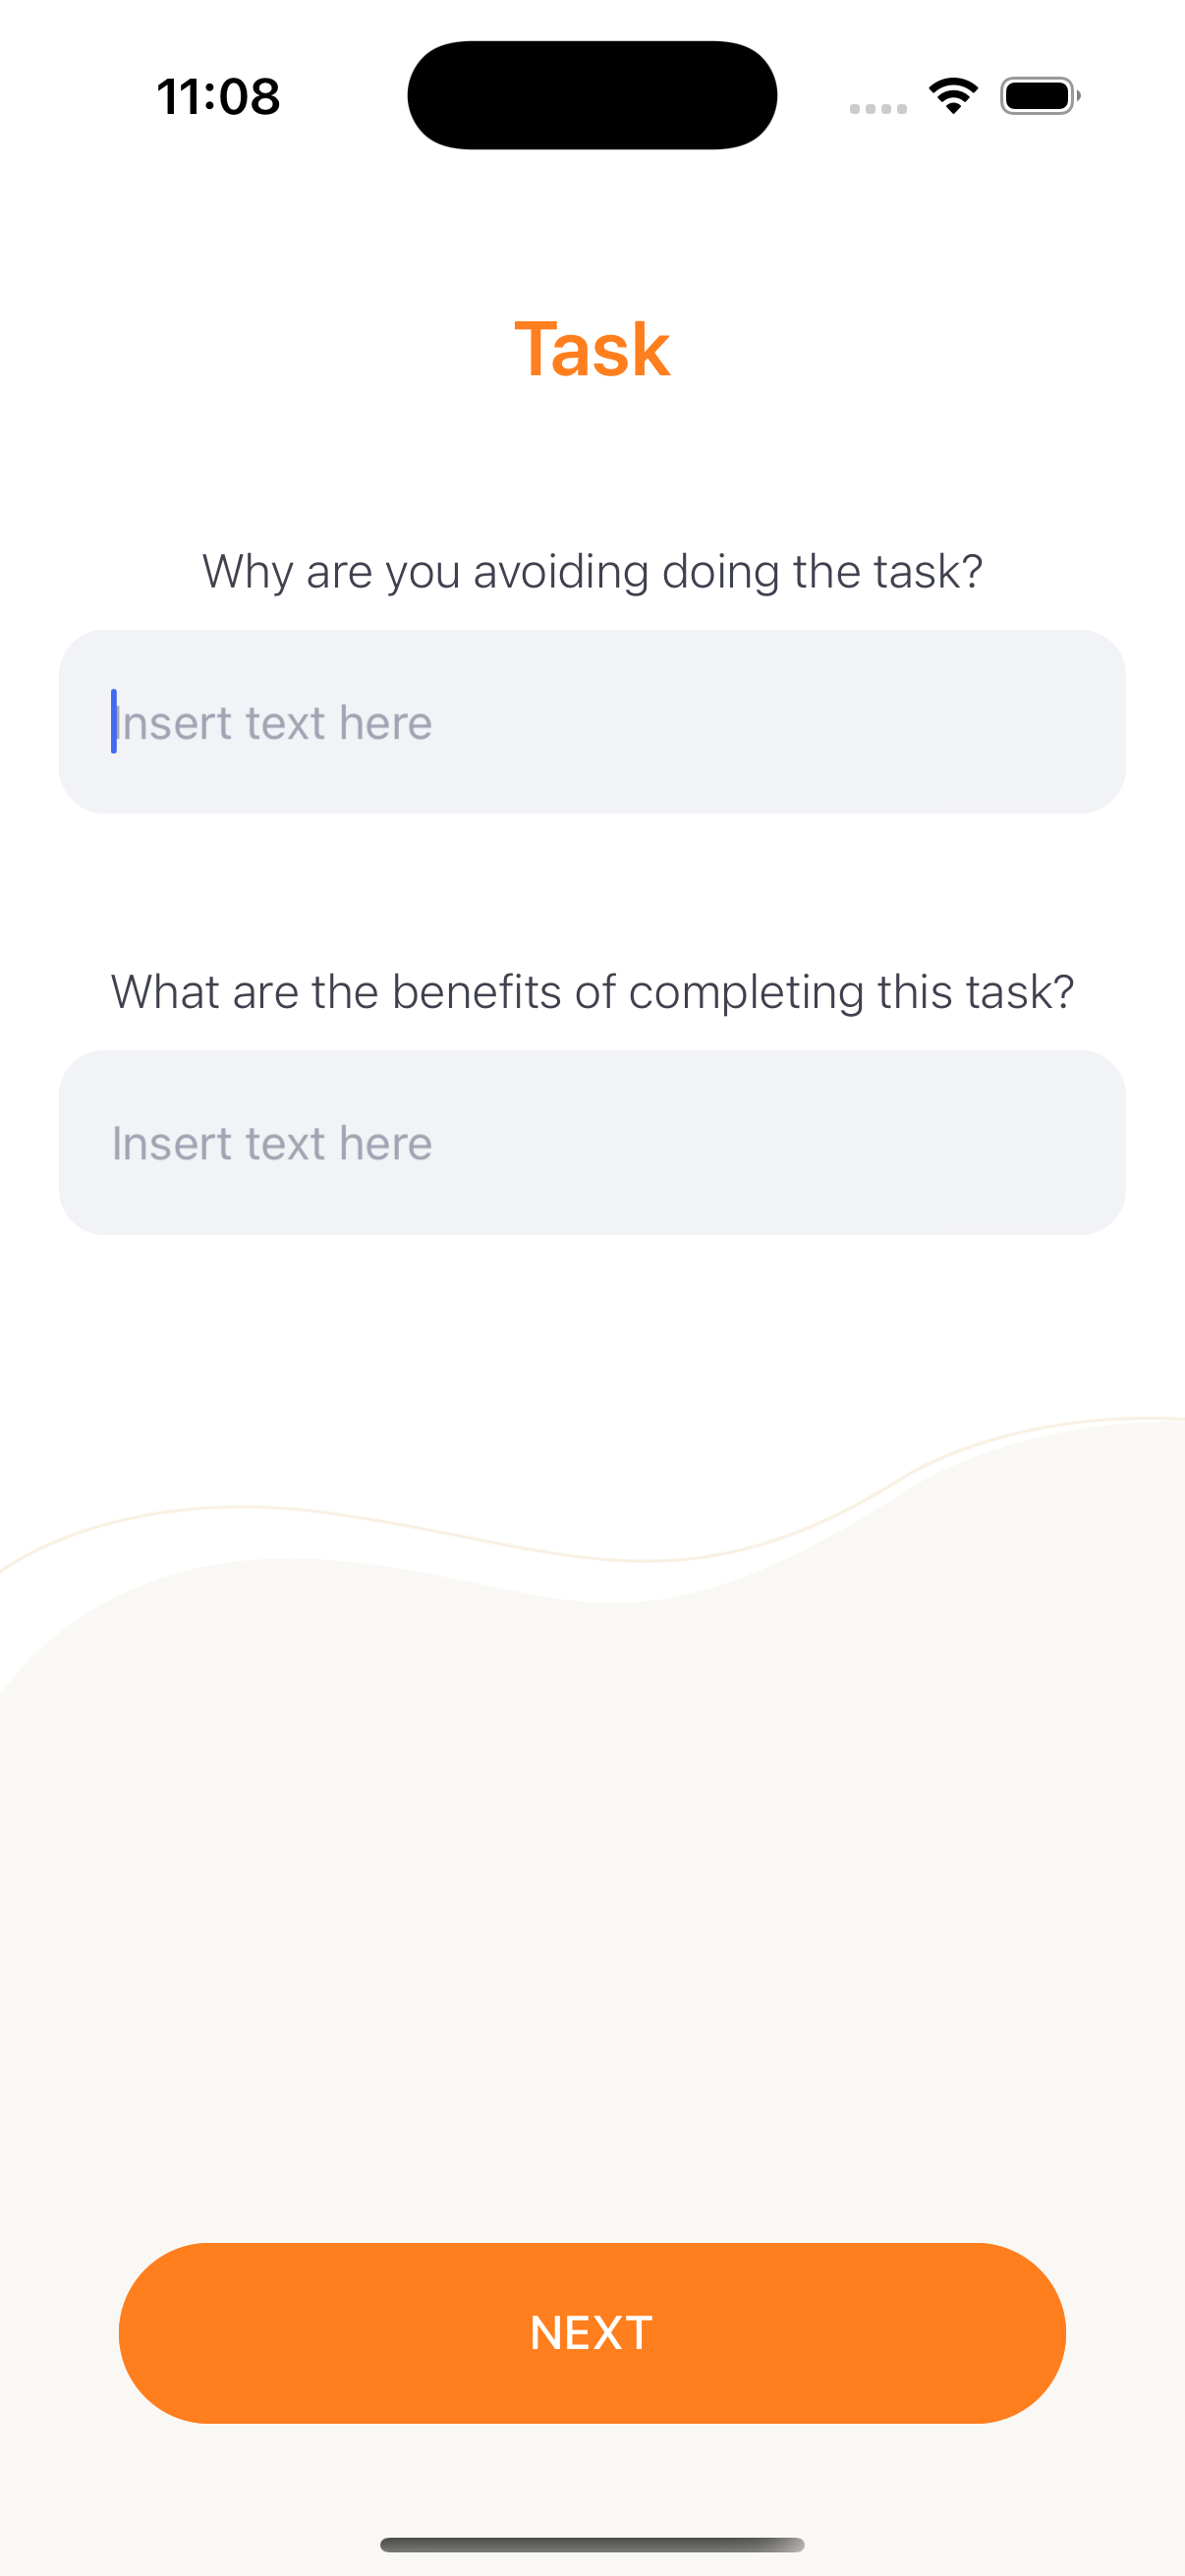 11:08
Task
Why are you avoiding doing the task?
Insert text here
What are the benefits of completing this task?
Insert text here
NEXT